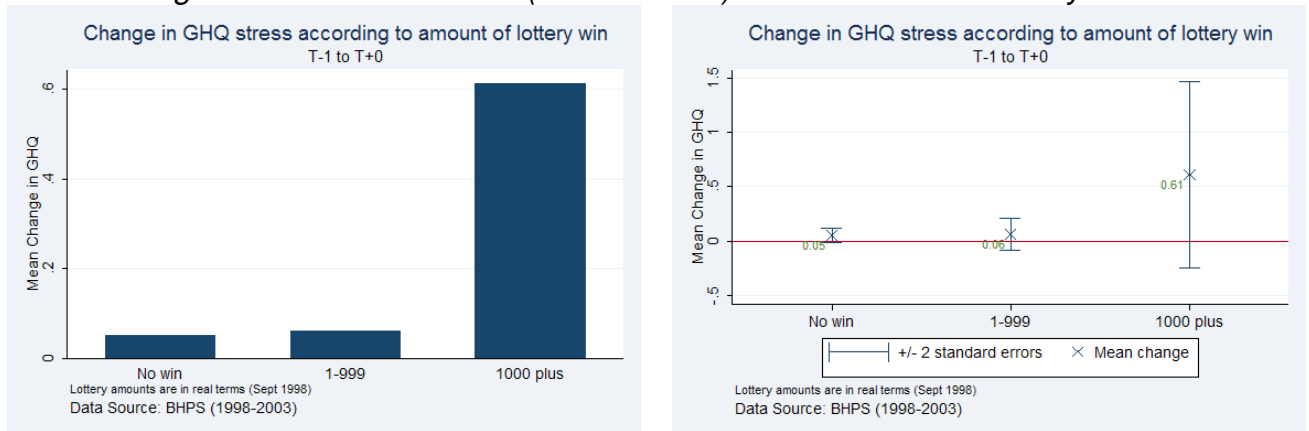 Change in GHQ stress according to amount of lottery win
T-1 to T+0
Mean Change in GHQ
.6
.4
.2
0
No win 1-999 1000 plus
Lottery amounts are in real terms (Sept 1998)
Data Source: BHPS (1998-2003)
Change in GHQ stress according to amount of lottery win
T-1 to T+0
Mean Change in GHQ
1.5
1
.5
0
-.5
0.05
0.06
0.61
No win 1-999 1000 plus
+/- 2 standard errors Mean change
Lottery amounts are in real terms (Sept 1998)
Data Source: BHPS (1998-2003)